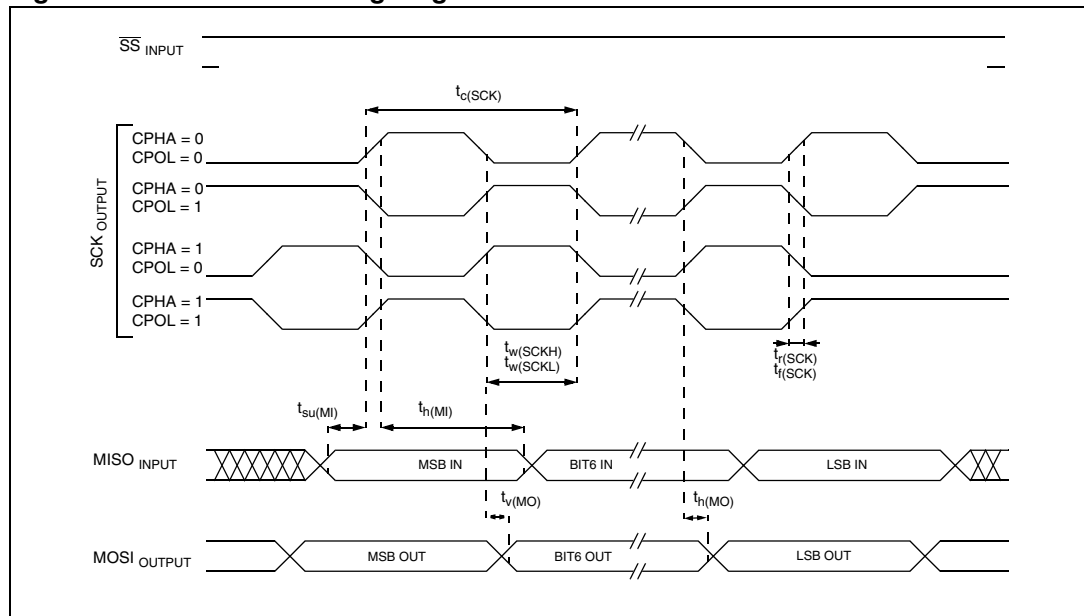 SS INPUT
tc(SCK)
SCK OUTPUT
CPHA = 0
CPOL = 0
CPHA = 0
CPOL = 1
CPHA = 1
CPOL = 0
CPHA = 1
CPOL = 1
tw(SCKH)
tw(SCKL)
tr(SCK)
tf(SCK)
tsu(MI)
th(MI)
MISO INPUT
MSB IN
BIT6 IN
LSB IN
tv(MO)
th(MO)
MOSI OUTPUT
MSB OUT
BIT6 OUT
LSB OUT